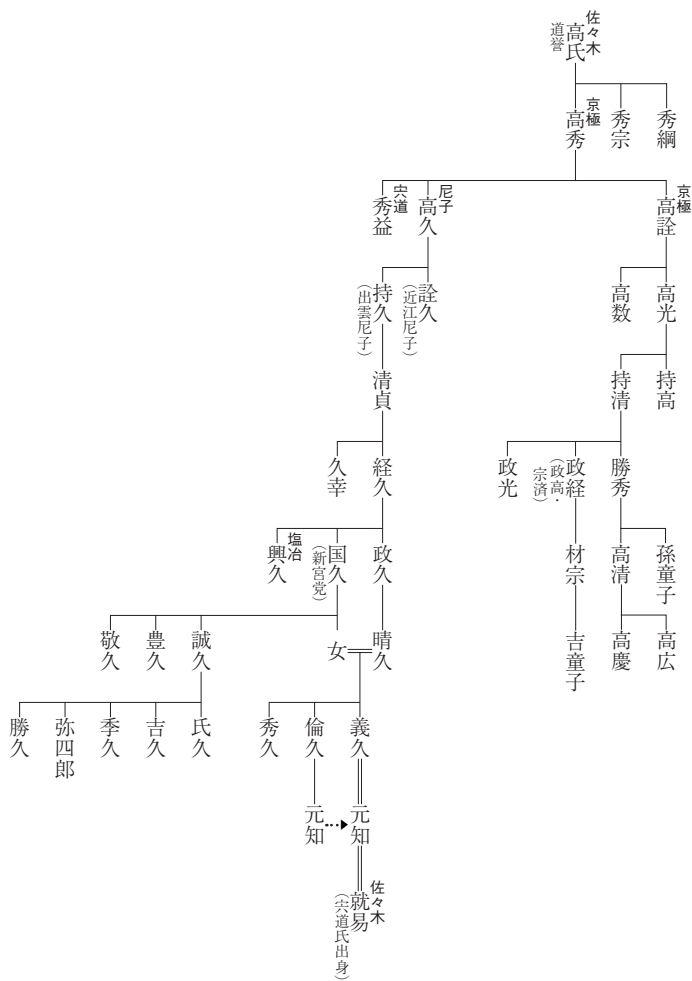 佐々木
高氏
道誉
秀綱
秀宗
京極
高秀
京極
高詮
尼子
高久
宍道
秀益
高光
高数
詮久
（近江尼子）
持久
（出雲尼子）
持高
持清
清貞
勝秀
政経
（政高・
宗済）
政光
経久
久幸
孫童子
高清
材宗
政久
国久
（新宮党）
塩冶
興久
高広
高慶
吉童子
晴久
女
誠久
豊久
敬久
義久
倫久
秀久
氏久
吉久
季久
弥四郎
勝久
元知
元知
佐々木
就易
（宍道氏出身）